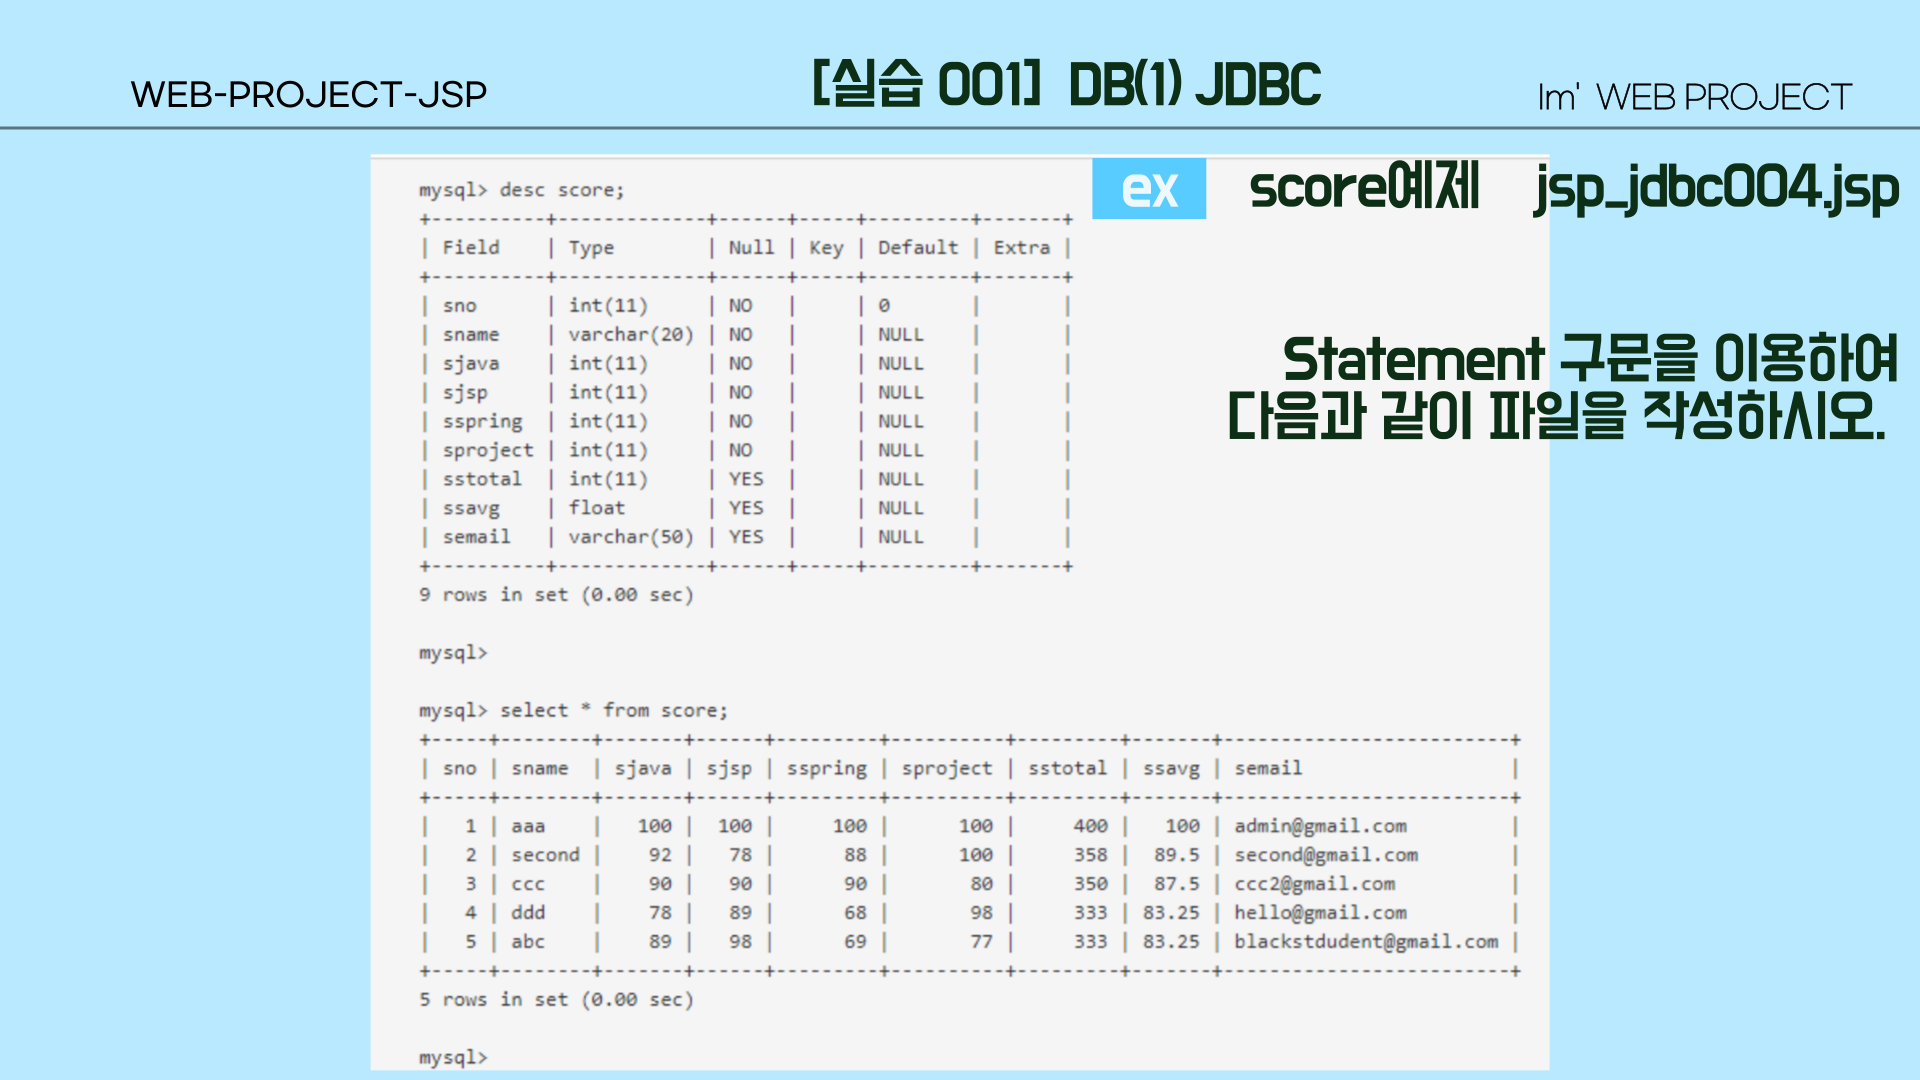 WEB-PROJECT-JSP
[실습 001] DB(1) JDBC
Im' WEB PROJECT
ex score예제 jsp_jdbc004.jsp
Statement 구문을 이용하여
다음과 같이 파일을 작성하시오.
mysql> desc score;
+----------+-------------+------+-----+---------+-------+
| Field    | Type        | Null | Key | Default | Extra |
+----------+-------------+------+-----+---------+-------+
| sno      | int(11)     | NO   |     | 0       |       |
| sname    | varchar(20) | NO   |     | NULL    |       |
| sjava    | int(11)     | NO   |     | NULL    |       |
| sjsp     | int(11)     | NO   |     | NULL    |       |
| sspring  | int(11)     | NO   |     | NULL    |       |
| sproject | int(11)     | NO   |     | NULL    |       |
| sstotal  | int(11)     | YES  |     | NULL    |       |
| ssavg    | float       | YES  |     | NULL    |       |
| semail   | varchar(50) | YES  |     | NULL    |       |
+----------+-------------+------+-----+---------+-------+
9 rows in set (0.00 sec)
mysql>
mysql> select * from score;
+-----+--------+-------+------+---------+----------+---------+-------+-------------------------+
| sno | sname  | sjava | sjsp | sspring | sproject | sstotal | ssavg | semail                  |
+-----+--------+-------+------+---------+----------+---------+-------+-------------------------+
|   1 | aaa    |   100 |  100 |     100 |      100 |     400 |   100 | admin@gmail.com         |
|   2 | second |    92 |   78 |      88 |      100 |     358 |  89.5 | second@gmail.com        |
|   3 | ccc    |    90 |   90 |      90 |       80 |     350 |  87.5 | ccc2@gmail.com          |
|   4 | ddd    |    78 |   89 |      68 |       98 |     333 | 83.25 | hello@gmail.com         |
|   5 | abc    |    89 |   98 |      69 |       77 |     333 | 83.25 | blackstdudent@gmail.com |
+-----+--------+-------+------+---------+----------+---------+-------+-------------------------+
5 rows in set (0.00 sec)
mysql>